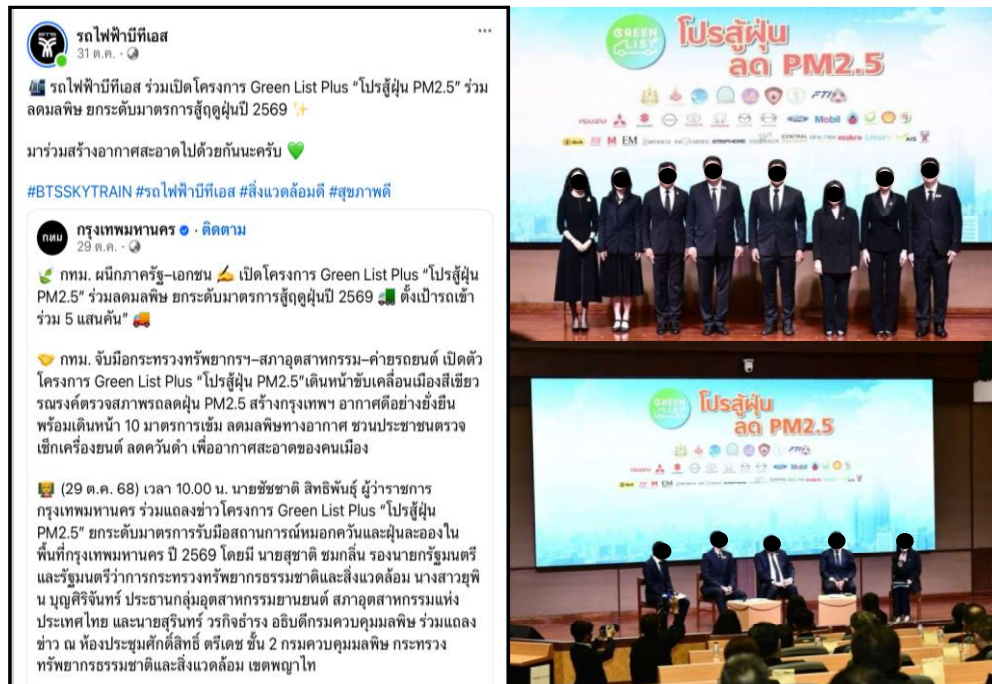 รถไฟฟ้าบีทีเอส
31 ต.ค.
รถไฟฟ้าบีทีเอส ร่วมเปิดโครงการ Green List Plus “โปรสู้ฝุ่น PM2.5” ร่วม
ลดมลพิษ ยกระดับมาตรการสู้ฤดูฝุ่นปี 2569
มาร่วมสร้างอากาศสะอาดไปด้วยกันนะครับ
#BTSSKYTRAIN #รถไฟฟ้าบีทีเอส #สิ่งแวดล้อมดี #สุขภาพดี
กทม
กรุงเทพมหานคร · ติดตาม
29 ต.ค.
กทม. ผนึกภาครัฐ–เอกชน เปิดโครงการ Green List Plus “โปรสู้ฝุ่น
PM2.5” ร่วมลดมลพิษ ยกระดับมาตรการสู้ฤดูฝุ่นปี 2569 ตั้งเป้ารถเข้า
ร่วม 5 แสนคัน”
กทม. จับมือกระทรวงทรัพยากรฯ–สภาอุตสาหกรรม–ค่ายรถยนต์ เปิดตัว
โครงการ Green List Plus “โปรสู้ฝุ่น PM2.5”เดินหน้าขับเคลื่อนเมืองสีเขียว
รณรงค์ตรวจสภาพรถลดฝุ่น PM2.5 สร้างกรุงเทพฯ อากาศดีอย่างยั่งยืน
พร้อมเดินหน้า 10 มาตรการเข้ม ลดมลพิษทางอากาศ ชวนประชาชนตรวจ
เช็กเครื่องยนต์ ลดควันดำ เพื่ออากาศสะอาดของคนเมือง
(29 ต.ค. 68) เวลา 10.00 น. นายชัชชาติ สิทธิพันธุ์ ผู้ว่าราชการ
กรุงเทพมหานคร ร่วมแถลงข่าวโครงการ Green List Plus “โปรสู้ฝุ่น
PM2.5” ยกระดับมาตรการรับมือสถานการณ์หมอกควันและฝุ่นละอองใน
พื้นที่กรุงเทพมหานคร ปี 2569 โดยมี นายสุชาติ ชมกลิ่น รองนายกรัฐมนตรี
และรัฐมนตรีว่าการกระทรวงทรัพยากรธรรมชาติและสิ่งแวดล้อม นางสาวยุพิ
น บุญศิริจันทร์ ประธานกลุ่มอุตสาหกรรมยานยนต์ สภาอุตสาหกรรมแห่ง
ประเทศไทย และนายสุรินทร์ วรกิจธำรง อธิบดีกรมควบคุมมลพิษ ร่วมแถลง
ข่าว ณ ห้องประชุมศักดิ์สิทธิ์ ตรีเดช ชั้น 2 กรมควบคุมมลพิษ กระทรวง
ทรัพยากรธรรมชาติและสิ่งแวดล้อม เขตพญาไท
GREEN
LIST+
โปรสู้ฝุ่น
ลด PM2.5
FTI
ISUZU Ford Mobil
M EM EMSPHERE CENTRAL makro AIS
GREEN
LIST+
โปรสู้ฝุ่น
ลด PM2.5
FTI
ISUZU Mobil
M EM